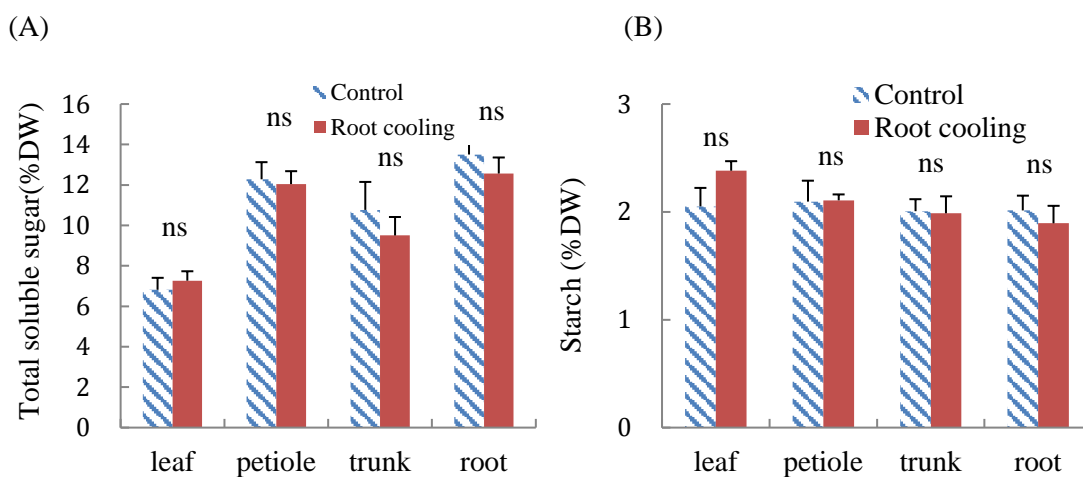 (A)
Total soluble sugar(%DW)
16
14
12
10
8
6
4
2
0
Control
Root cooling
ns
ns
ns
ns
leaf petiole trunk root
(B)
Starch (%DW)
3
2
1
0
Control
Root cooling
ns
ns
ns
ns
leaf petiole trunk root